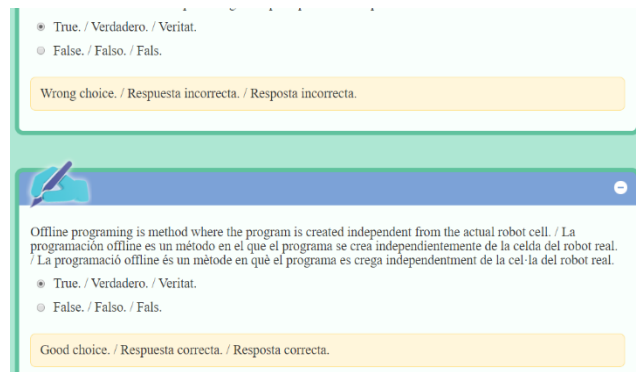 True. / Verdadero. / Veritat.
False. / Falso. / Fals.
Wrong choice. / Respuesta incorrecta. / Resposta incorrecta.
Offline programing is method where the program is created independent from the actual robot cell. / La
programación offline es un método en el que el programa se crea independientemente de la celda del robot real.
/ La programació offline és un mètode en què el programa es crega independentment de la cel·la del robot real.
True. / Verdadero. / Veritat.
False. / Falso. / Fals.
Good choice. / Respuesta correcta. / Resposta correcta.